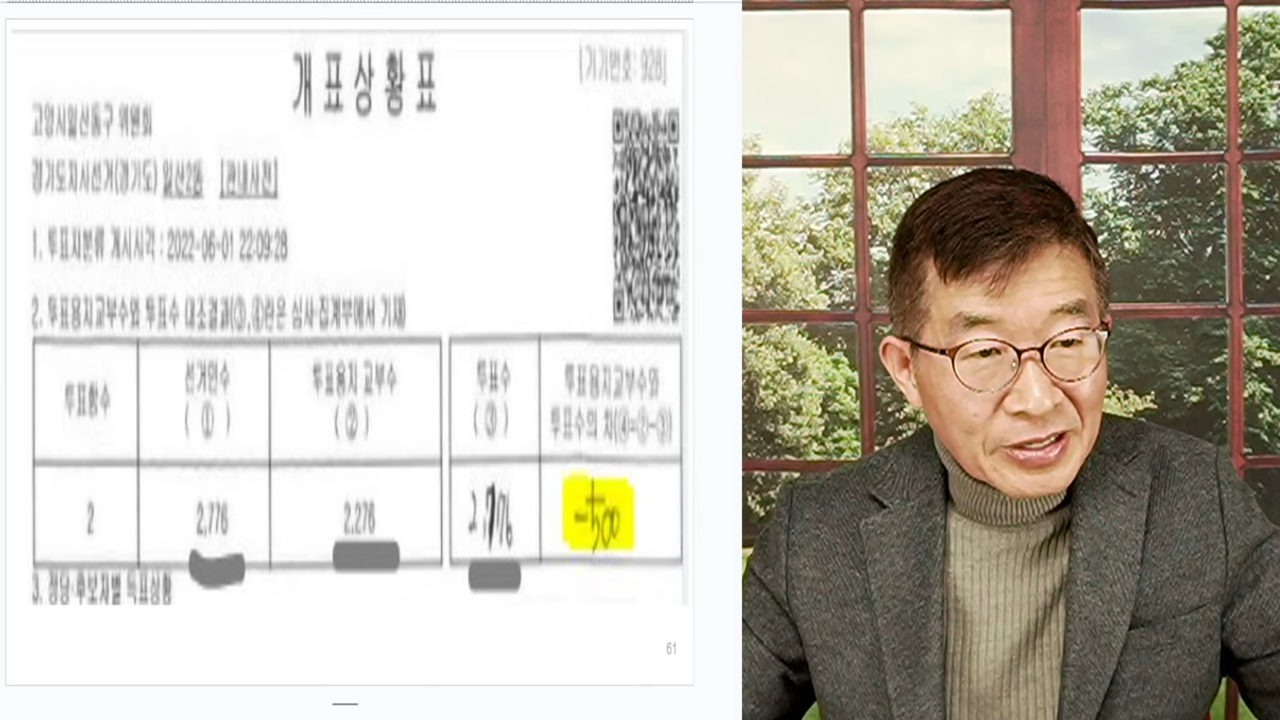 개표상황표
[기기번호: 928]
고양시일산동구 위원회
경기도지사선거(경기도) 일산2동 [관내사전]
1. 투표지분류 개시시각 : 2022-06-01 22:09:28
2. 투표용지교부수와 투표수 대조결과(③,④란은 심사·집계부에서 기재)
투표함수
선거인수
( ① )
투표용지 교부수
( ② )
투표수
( ③ )
투표용지교부수와
투표수의 차(④=②-③)
2
2,776
2,276
-500
3. 정당·후보자별 득표상황
61